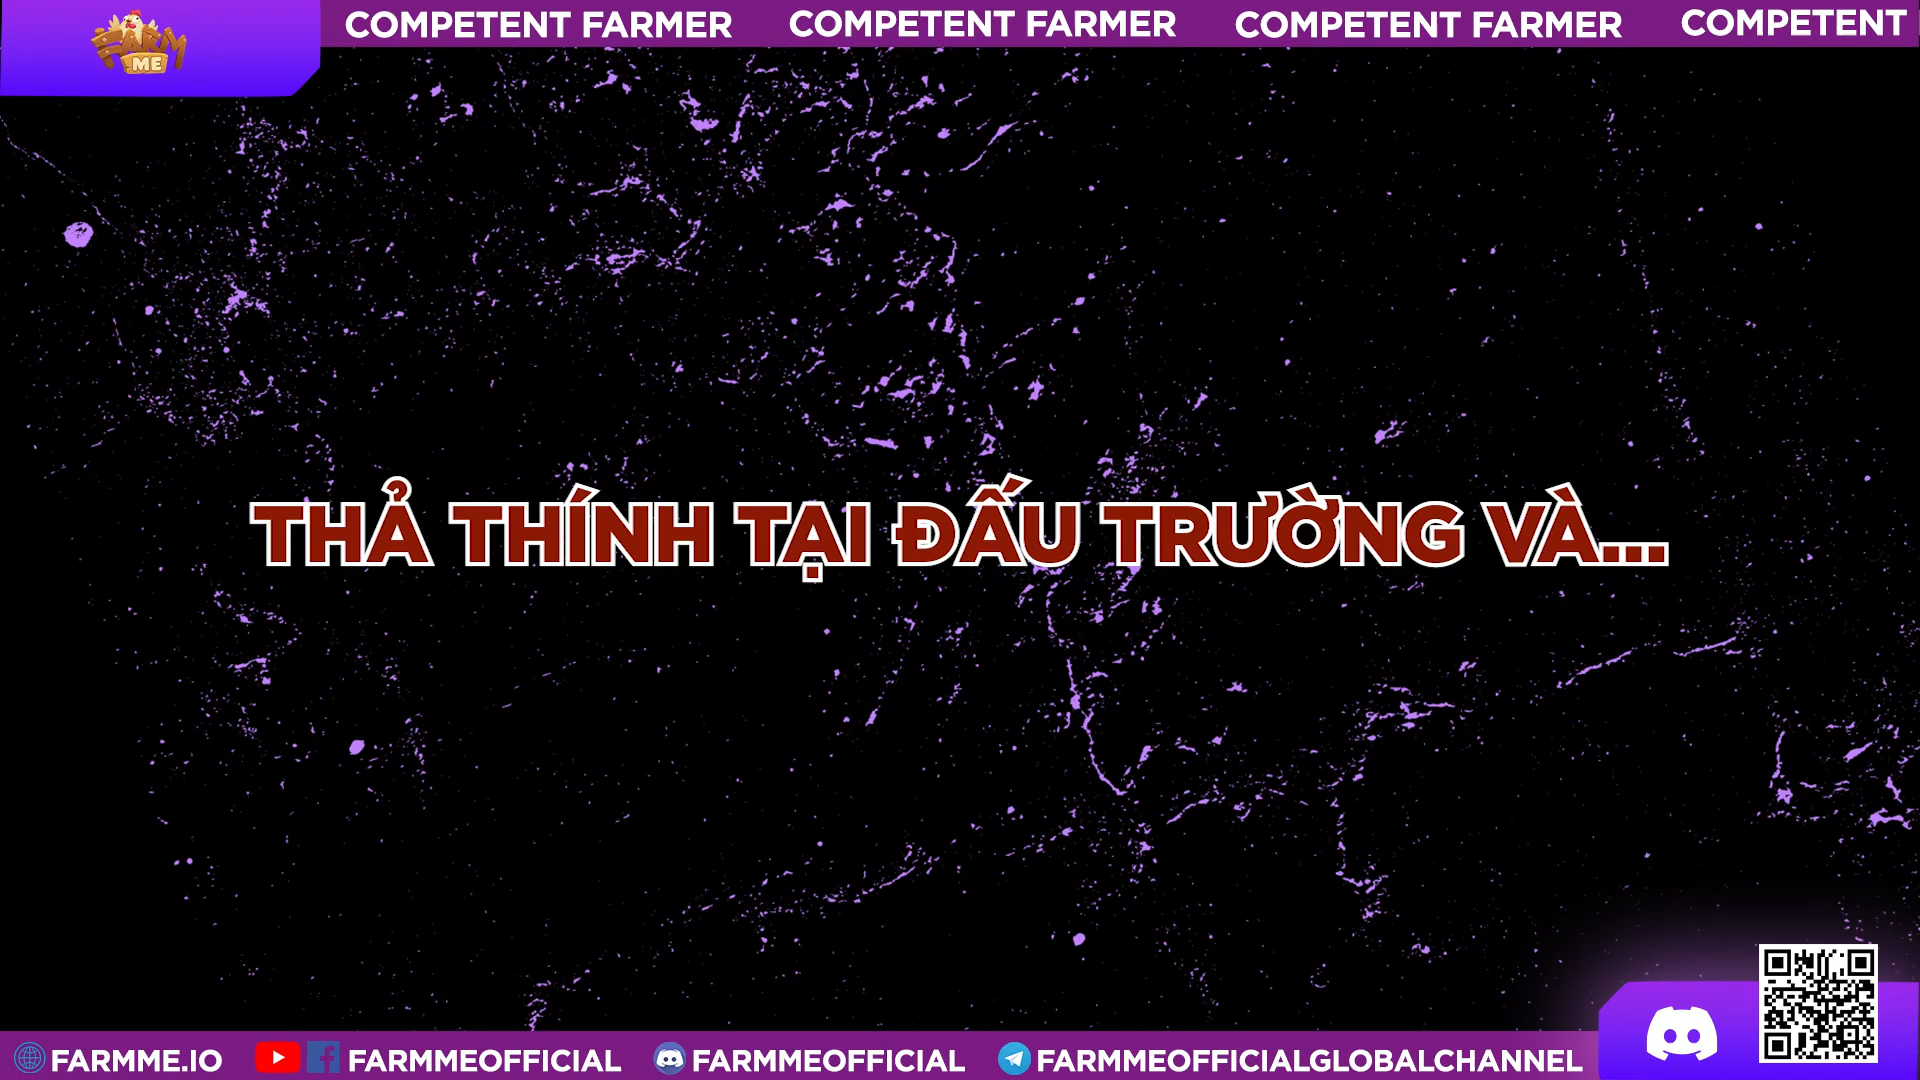 FARM
ME
COMPETENT FARMER COMPETENT FARMER COMPETENT FARMER COMPETENT
THẢ THÍNH TẠI ĐẤU TRƯỜNG VÀ...
FARMME.IO FARMMEOFFICIAL FARMMEOFFICIAL FARMMEOFFICIALGLOBALCHANNEL